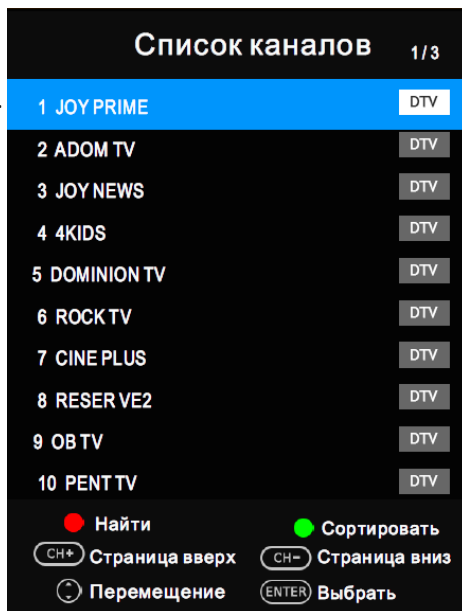 Список каналов 1/3
1 JOY PRIME DTV
2 ADOM TV DTV
3 JOY NEWS DTV
4 4KIDS DTV
5 DOMINION TV DTV
6 ROCK TV DTV
7 CINE PLUS DTV
8 RESER VE2 DTV
9 OB TV DTV
10 PENT TV DTV
Найти Сортировать
CH+ Страница вверх CH- Страница вниз
Перемещение ENTER Выбрать